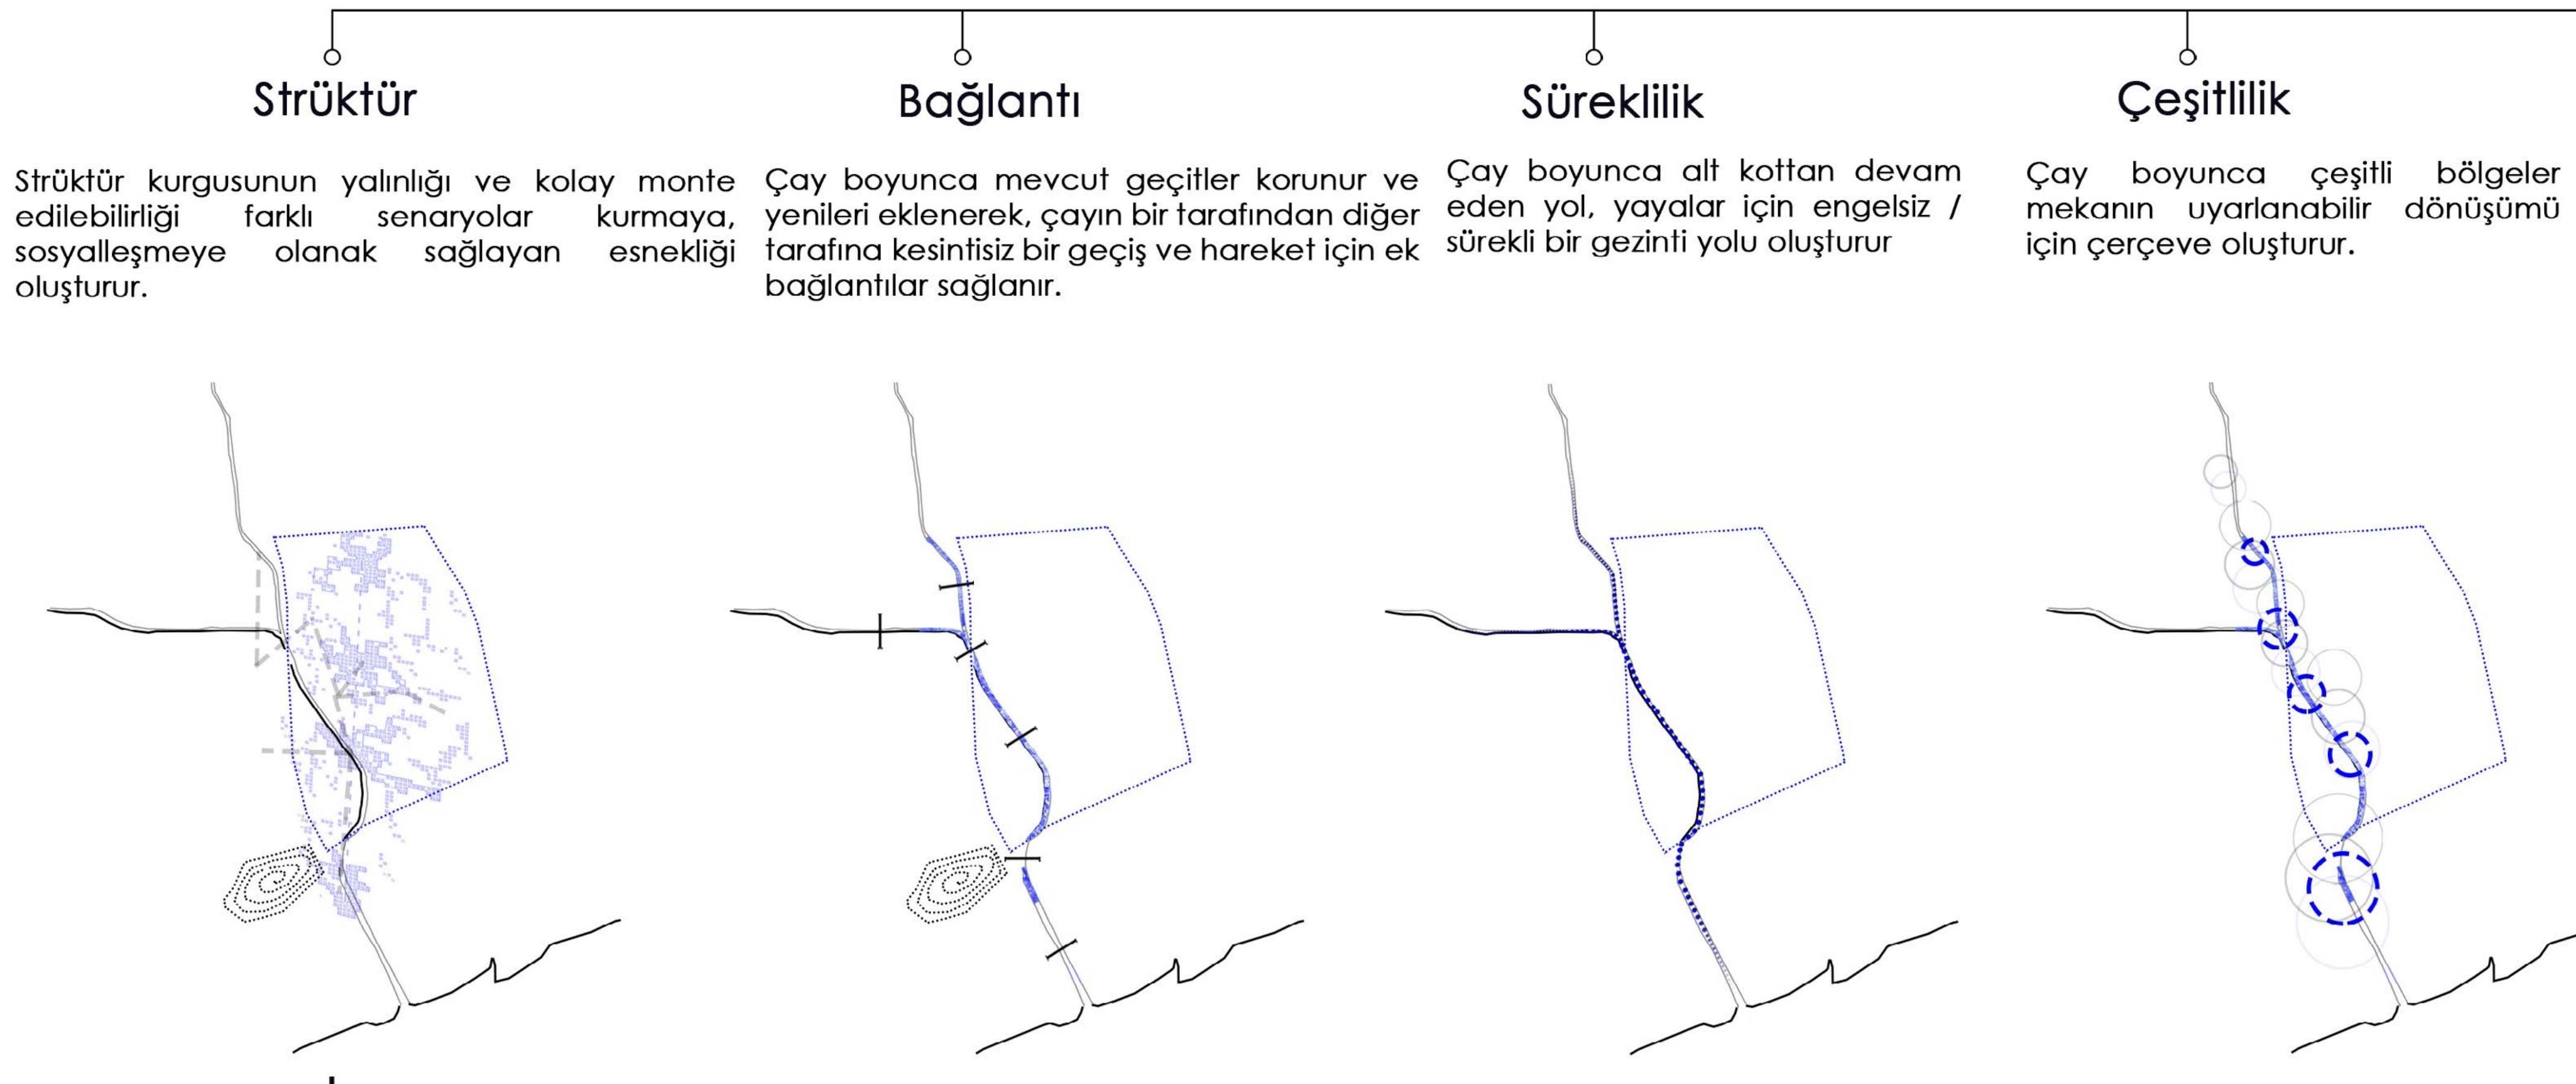 Strüktür
Strüktür kurgusunun yalınlığı ve kolay monte
edilebilirliği farklı senaryolar kurmaya,
sosyalleşmeye olanak sağlayan esnekliği
oluşturur.
Bağlantı
Çay boyunca mevcut geçitler korunur ve
yenileri eklenerek, çayın bir tarafından diğer
tarafına kesintisiz bir geçiş ve hareket için ek
bağlantılar sağlanır.
Süreklilik
Çay boyunca alt kottan devam
eden yol, yayalar için engelsiz /
sürekli bir gezinti yolu oluşturur
Çeşitlilik
Çay boyunca çeşitli bölgeler
mekanın uyarlanabilir dönüşümü
için çerçeve oluşturur.